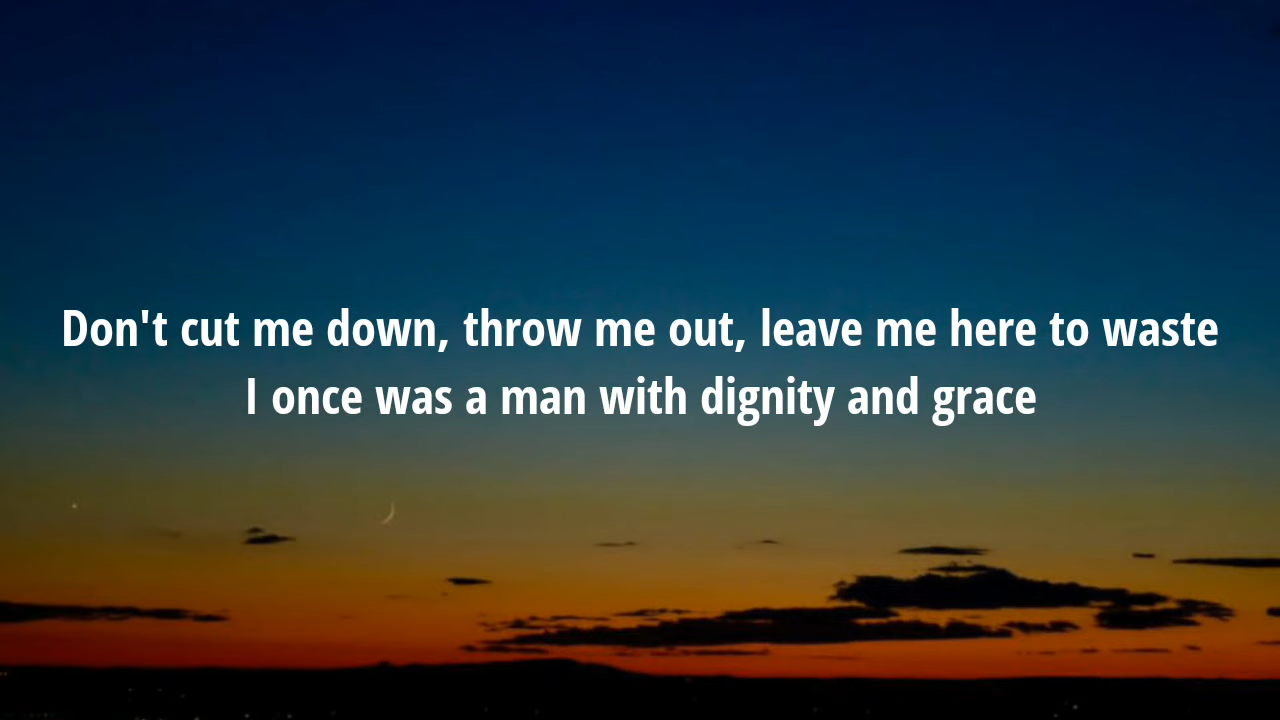 Don't cut me down, throw me out, leave me here to waste
I once was a man with dignity and grace